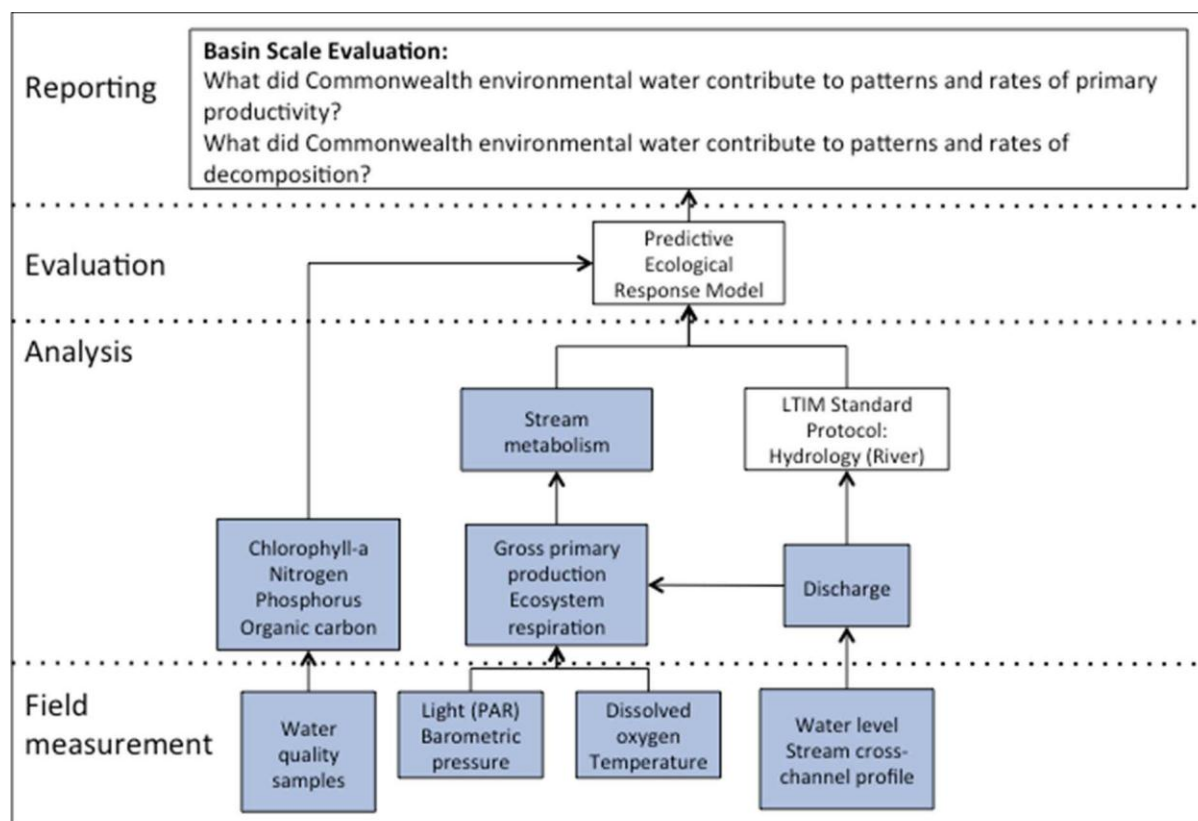 Reporting
Basin Scale Evaluation:
What did Commonwealth environmental water contribute to patterns and rates of primary
productivity?
What did Commonwealth environmental water contribute to patterns and rates of
decomposition?
Evaluation
Predictive
Ecological
Response Model
Analysis
Stream
metabolism
LTIM Standard
Protocol:
Hydrology (River)
Chlorophyll-a
Nitrogen
Phosphorus
Organic carbon
Gross primary
production
Ecosystem
respiration
Discharge
Field
measurement
Water
quality
samples
Light (PAR)
Barometric
pressure
Dissolved
oxygen
Temperature
Water level
Stream cross-
channel profile